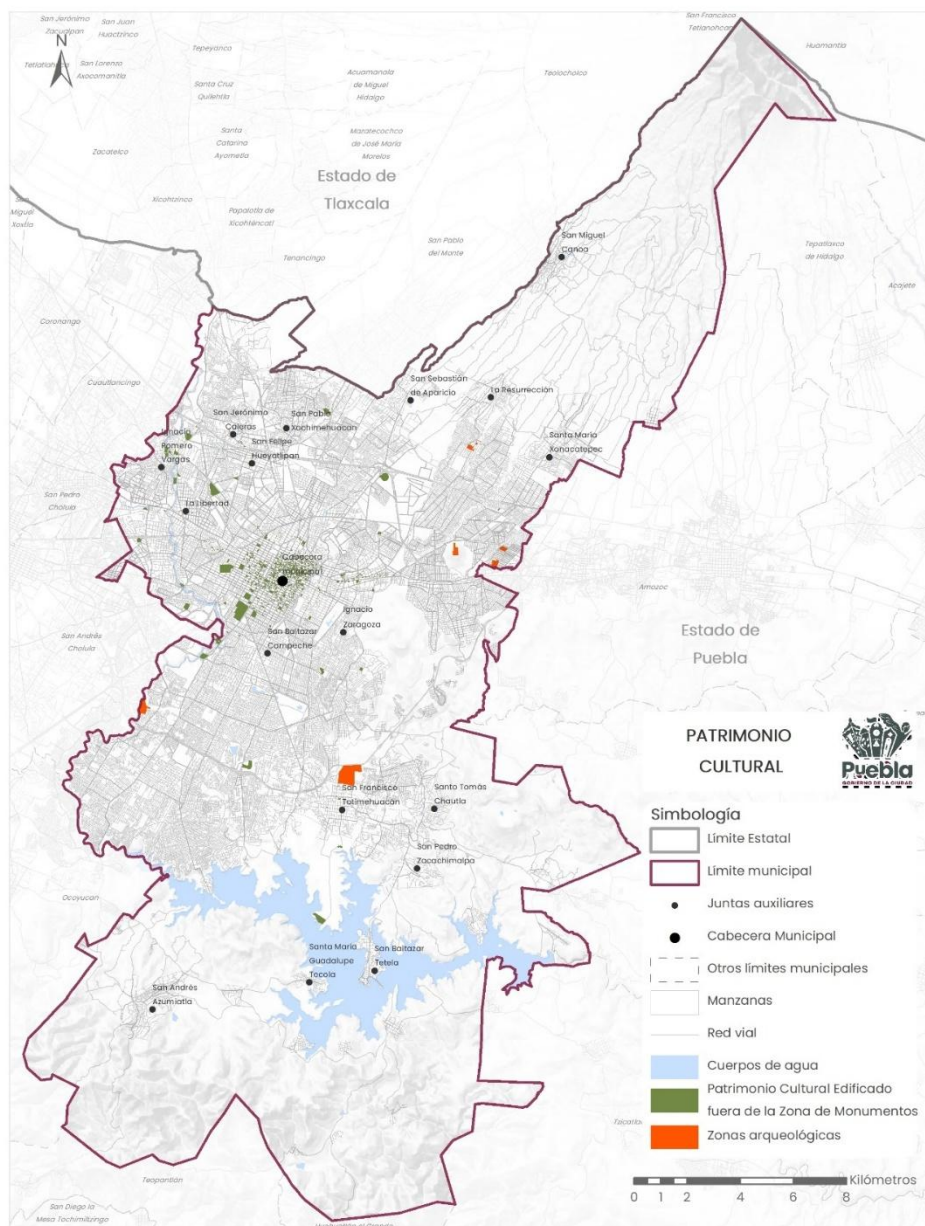 San Jerónimo
Zacualpan
San Juan
Huactzinco
San Francisco
Tetlanohcan
N
Tepeyanco
Huamantla
San Lorenzo
Axocomanitla
Acuamanala
de Miguel
Hidalgo
Teolocholco
Santa Cruz
Quilehtla
Santa
Catarina
Ayometla
Mazatecochco
de José María
Morelos
Zacatelco
Estado de
Tlaxcala
Xicohtzinco
Papalotla de
Xicohténcatl
San
Miguel
Xoxtla
San Pablo
del Monte
San Miguel
Canoa
Tepatlaxco
de Hidalgo
Tenancingo
Acajete
Coronango
Cuautlancingo
San Sebastián
de Aparicio
La Resurrección
San Jerónimo
Caleras
San Pablo
Xochimehuacan
Ignacio
Romero
Vargas
San Felipe
Hueyotlipan
Santa María
Xonacatepec
San Pedro
Cholula
La Libertad
Cabecera
municipal
Amozoc
Ignacio
Zaragoza
San Andrés
Cholula
San Baltazar
Campeche
Estado de
Puebla
PATRIMONIO
CULTURAL
Puebla
GOBIERNO DE LA CIUDAD
San Francisco
Totimehuacán
Santo Tomás
Chautla
San Pedro
Zacachimalpa
Ocoyucan
Santa María
Guadalupe
Tecola
San Baltazar
Tetela
San Andrés
Azumiatla
Simbología
Límite Estatal
Límite municipal
Juntas auxiliares
Cabecera Municipal
Otros límites municipales
Manzanas
Red vial
Cuerpos de agua
Patrimonio Cultural Edificado
fuera de la Zona de Monumentos
Zonas arqueológicas
Kilómetros
0 1 2 4 6 8
Teopantlán
San Diego la
Mesa Tochimiltzingo